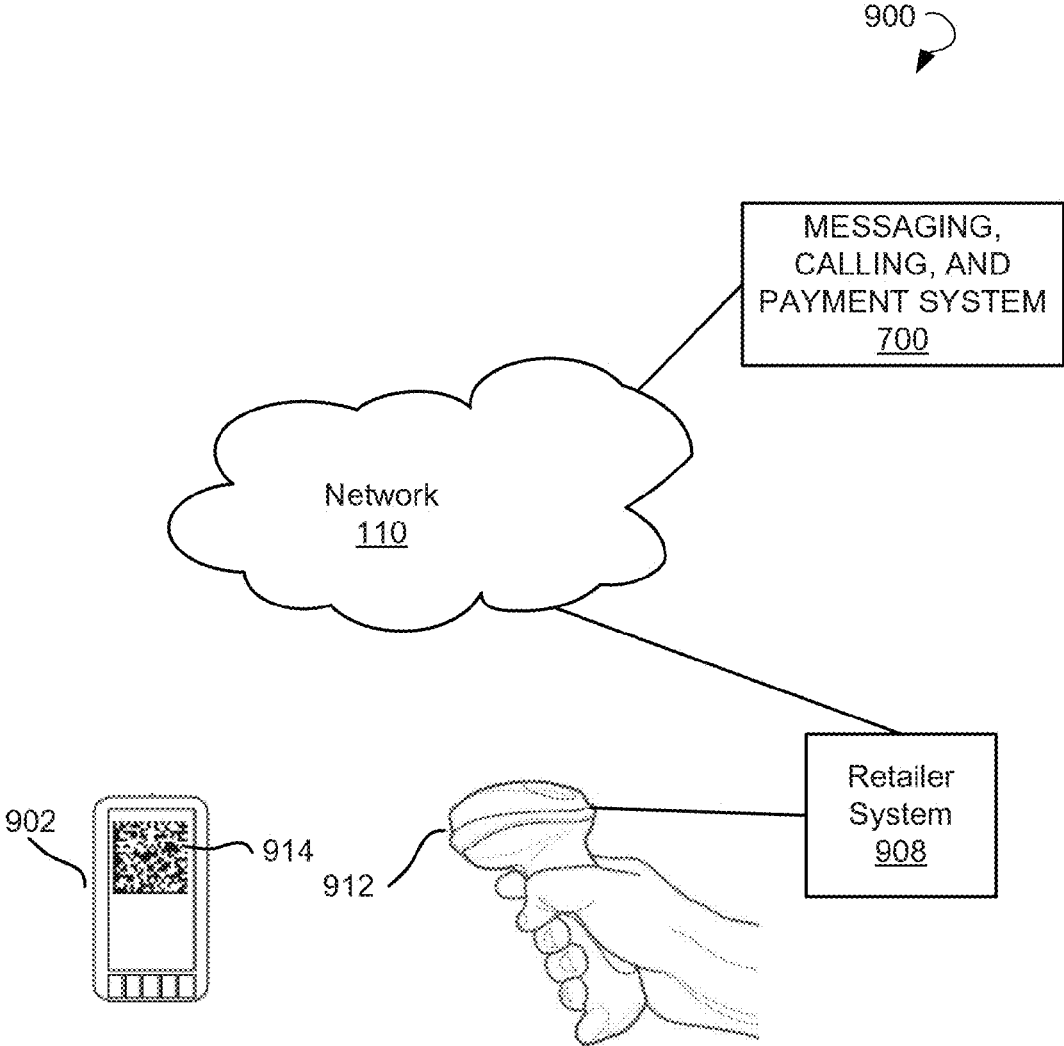 900
MESSAGING,
CALLING, AND
PAYMENT SYSTEM
700
Network
110
Retailer
System
908
902
914
912